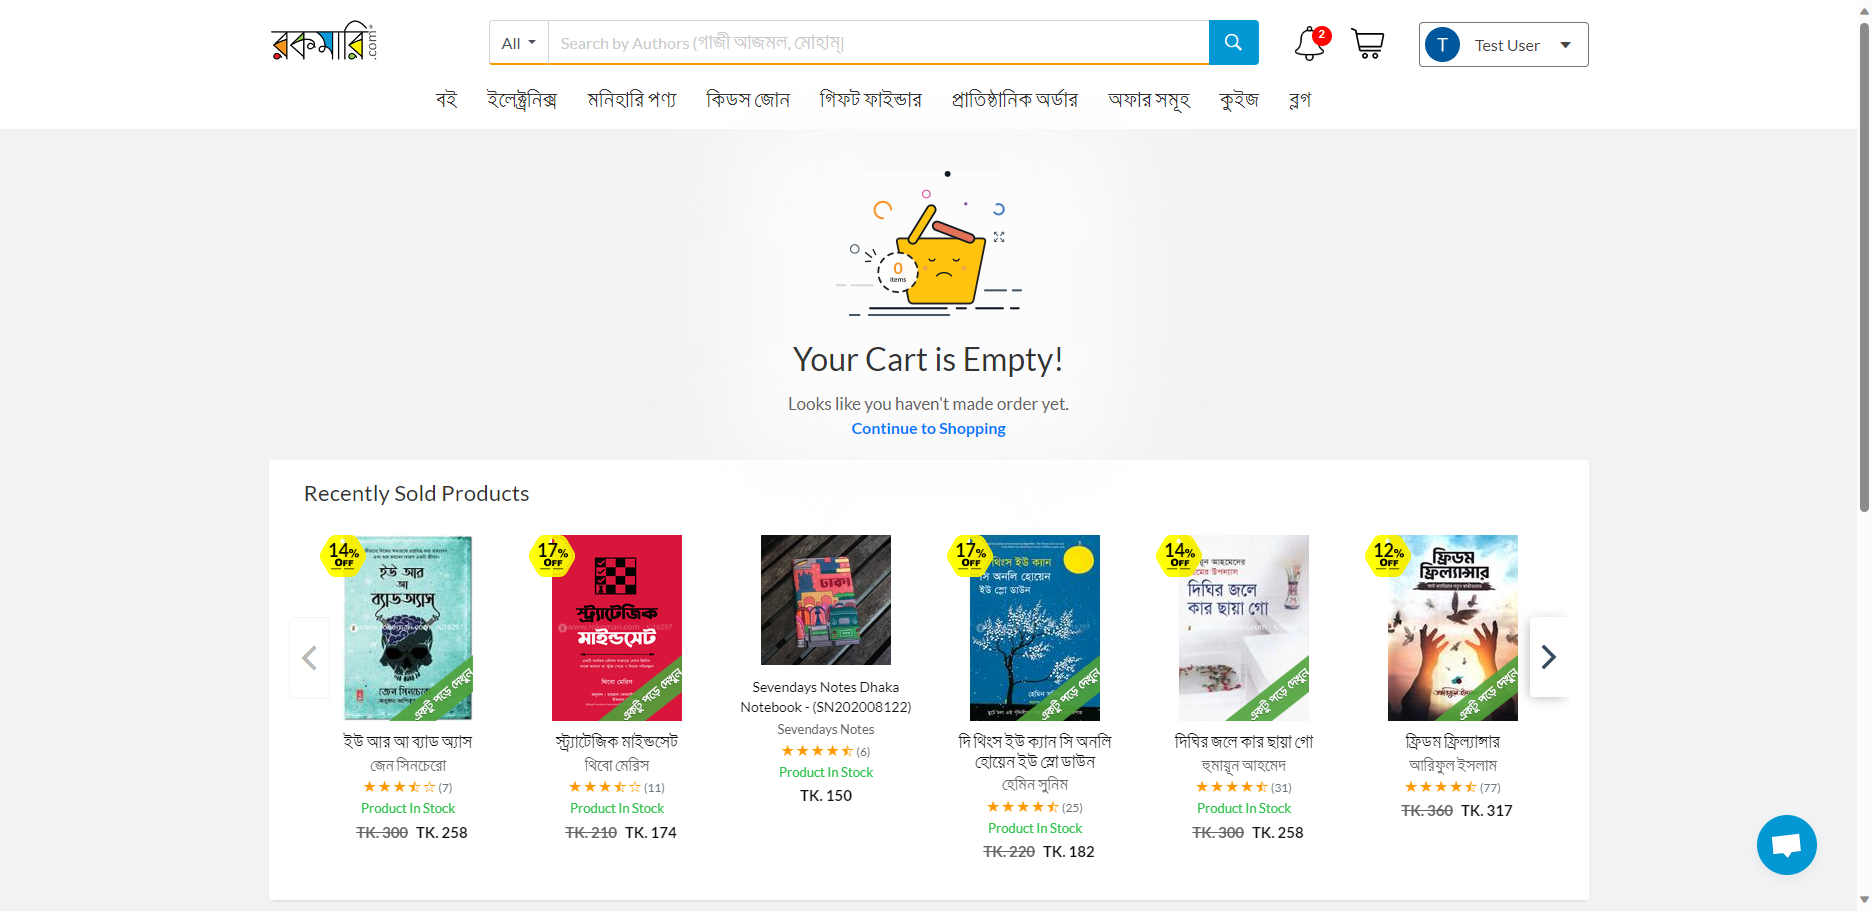 রকমারি.com
All
Search by Authors (গাজী আজমল, মোহাম্
2
T
Test User
বই
ইলেক্ট্রনিক্স
মনিহারি পণ্য
কিডস জোন
গিফট ফাইন্ডার
প্রাতিষ্ঠানিক অর্ডার
অফার সমূহ
কুইজ
ব্লগ
0
items
Your Cart is Empty!
Looks like you haven't made order yet.
Continue to Shopping
Recently Sold Products
14% OFF
ইউ আর
আ
ব্যাডঅ্যাস
একটু পড়ে দেখুন
ইউ আর আ ব্যাড অ্যাস
জেন সিনচেরো
(7)
Product In Stock
TK. 300 TK. 258
17% OFF
স্ট্র্যাটেজিক
মাইন্ডসেট
থিবো মেরিস
একটু পড়ে দেখুন
স্ট্র্যাটেজিক মাইন্ডসেট
থিবো মেরিস
(11)
Product In Stock
TK. 210 TK. 174
ঢাকা
Sevendays Notes Dhaka
Notebook - (SN202008122)
Sevendays Notes
(6)
Product In Stock
TK. 150
17% OFF
থিংস ইউ ক্যান
সি অনলি হোয়েন
ইউ স্লো ডাউন
একটু পড়ে দেখুন
দি থিংস ইউ ক্যান সি অনলি
হোয়েন ইউ স্লো ডাউন
হেমিন সুনিম
(25)
Product In Stock
TK. 220 TK. 182
14% OFF
দিঘির জলে
কার ছায়া গো
একটু পড়ে দেখুন
দিঘির জলে কার ছায়া গো
হুমায়ূন আহমেদ
(31)
Product In Stock
TK. 300 TK. 258
12% OFF
ফ্রিডম
ফ্রিল্যান্সার
একটু পড়ে দেখুন
ফ্রিডম ফ্রিল্যান্সার
আরিফুল ইসলাম
(77)
TK. 360 TK. 317